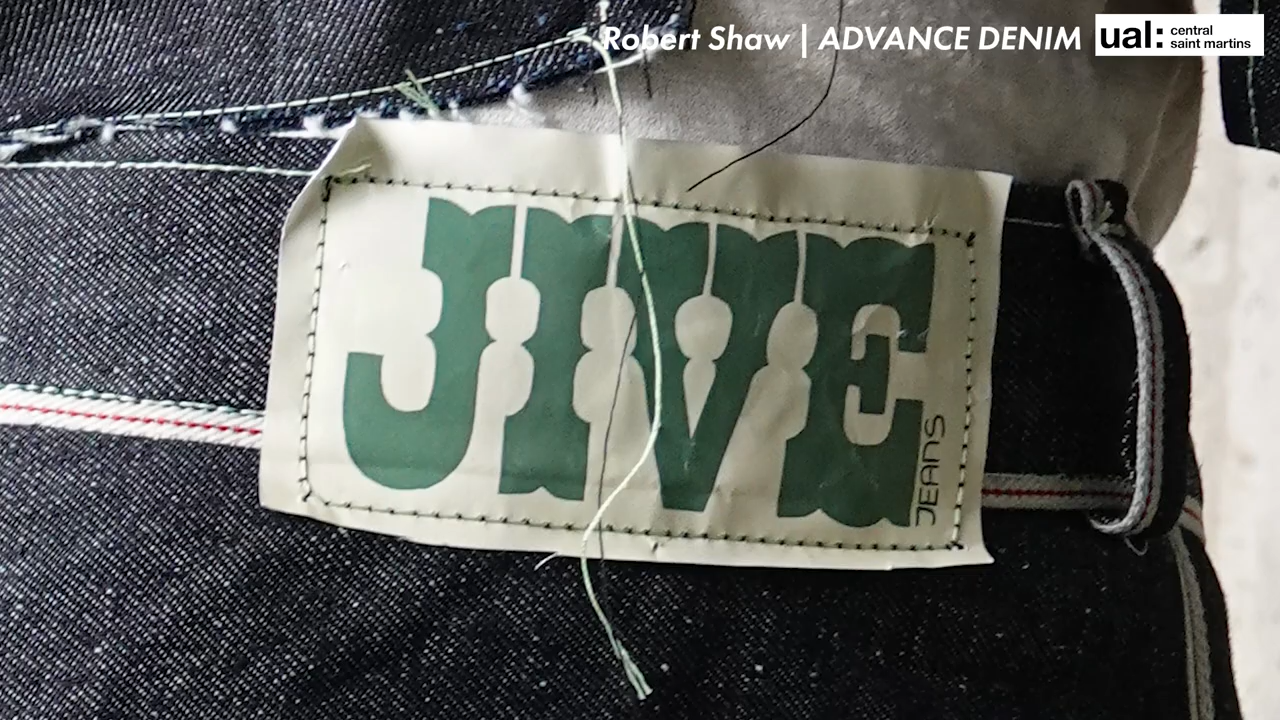 Robert Shaw | ADVANCE DENIM
ual: central
saint martins
JIVE
JEANS